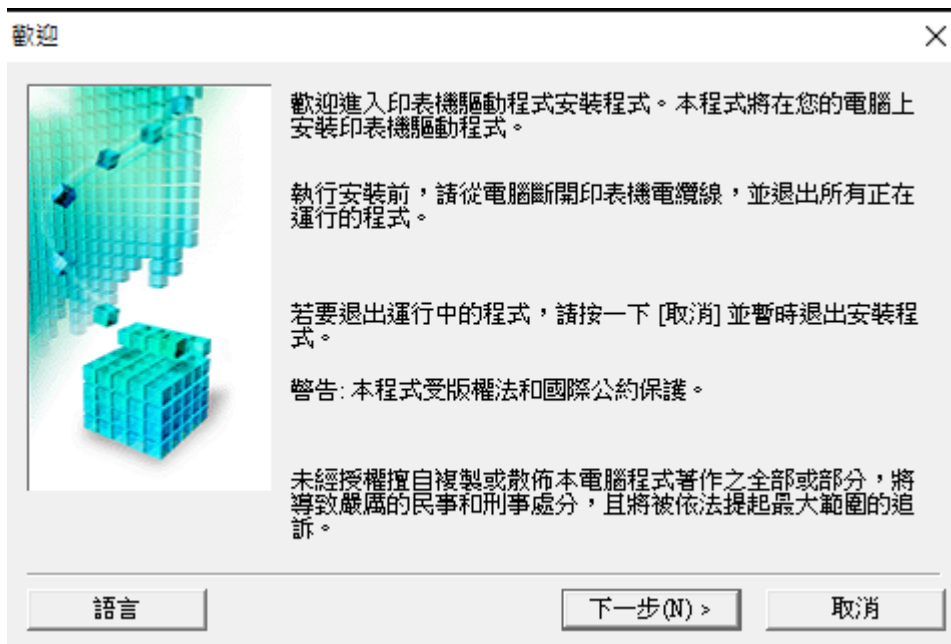 歡迎
歡迎進入印表機驅動程式安裝程式。本程式將在您的電腦上
安裝印表機驅動程式。
執行安裝前，請從電腦斷開印表機電纜線，並退出所有正在
運行的程式。
若要退出運行中的程式，請按一下 [取消] 並暫時退出安裝程
式。
警告: 本程式受版權法和國際公約保護。
未經授權擅自複製或散佈本電腦程式著作之全部或部分，將
導致嚴厲的民事和刑事處分，且將被依法提起最大範圍的追
訴。
語言
下一步(N) >
取消